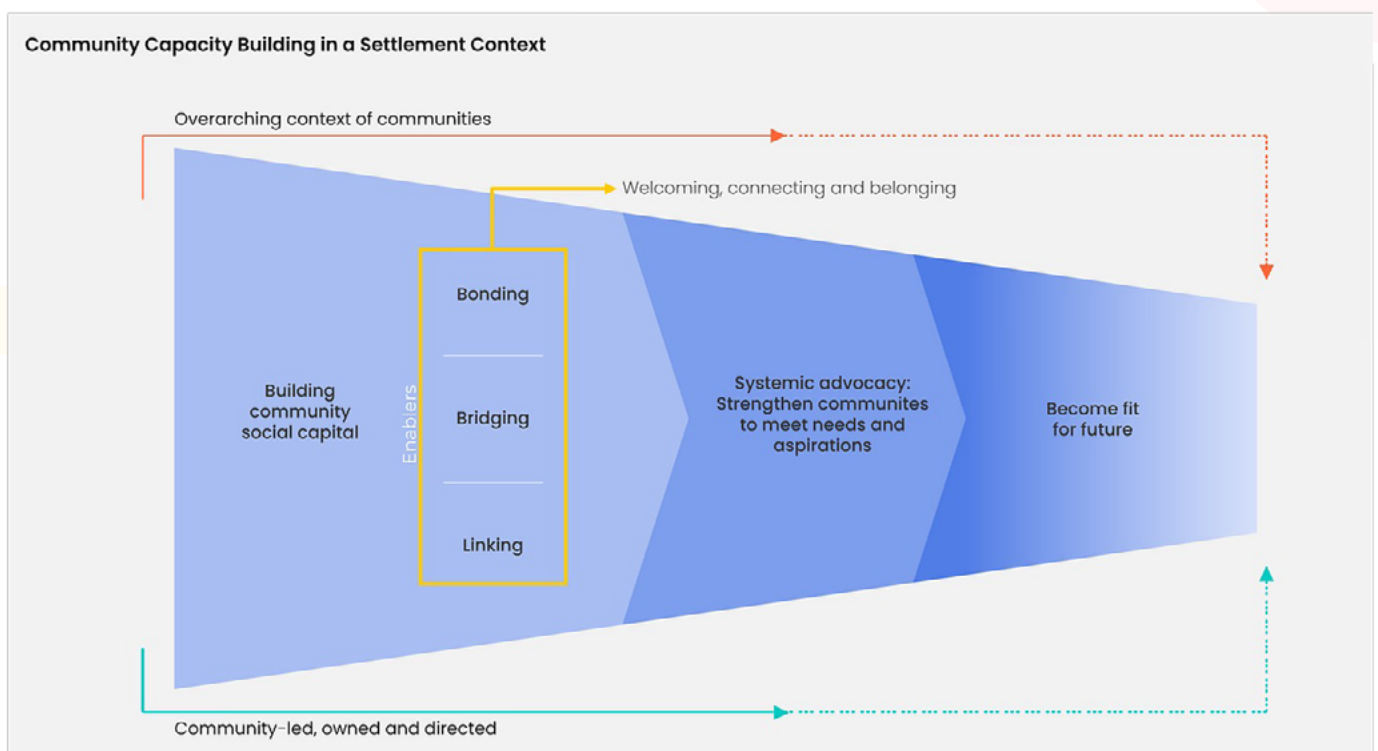 Community Capacity Building in a Settlement Context
Overarching context of communities
Welcoming, connecting and belonging
Building
community
social capital
Enablers
Bonding
Bridging
Linking
Systemic advocacy:
Strengthen communites
to meet needs and
aspirations
Become fit
for future
Community-led, owned and directed